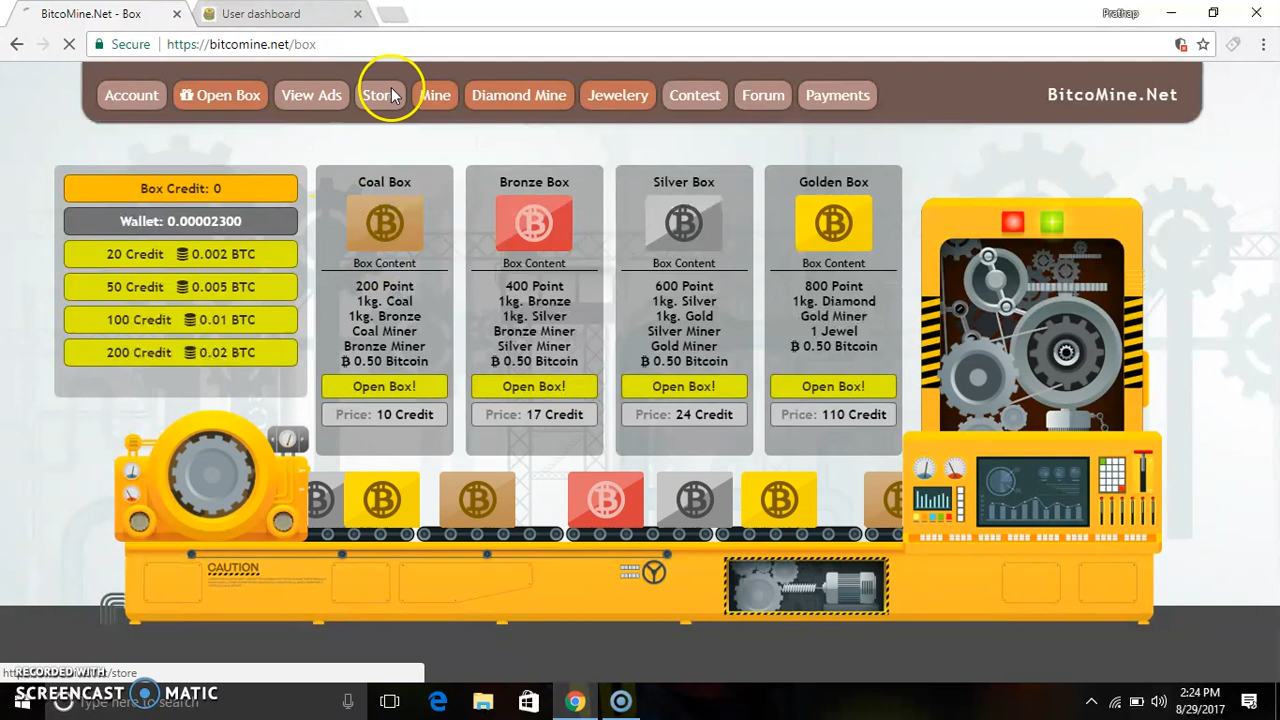 BitcoMine.Net - Box
User dashboard
Prathap
Secure
https://bitcomine.net/box
Account
Open Box
View Ads
Store
Mine
Diamond Mine
Jewelery
Contest
Forum
Payments
BitcoMine.Net
Box Credit: 0
Wallet: 0.00002300
20 Credit 0.002 BTC
50 Credit 0.005 BTC
100 Credit 0.01 BTC
200 Credit 0.02 BTC
Coal Box
Box Content
200 Point
1kg. Coal
1kg. Bronze
Coal Miner
Bronze Miner
₿ 0.50 Bitcoin
Open Box!
Price: 10 Credit
Bronze Box
Box Content
400 Point
1kg. Bronze
1kg. Silver
Bronze Miner
Silver Miner
₿ 0.50 Bitcoin
Open Box!
Price: 17 Credit
Silver Box
Box Content
600 Point
1kg. Silver
1kg. Gold
Silver Miner
Gold Miner
₿ 0.50 Bitcoin
Open Box!
Price: 24 Credit
Golden Box
Box Content
800 Point
1kg. Diamond
Gold Miner
1 Jewel
₿ 0.50 Bitcoin
Open Box!
Price: 110 Credit
CAUTION
/store
RECORDED WITH
SCREENCAST MATIC
Type here to search
2:24 PM
8/29/2017